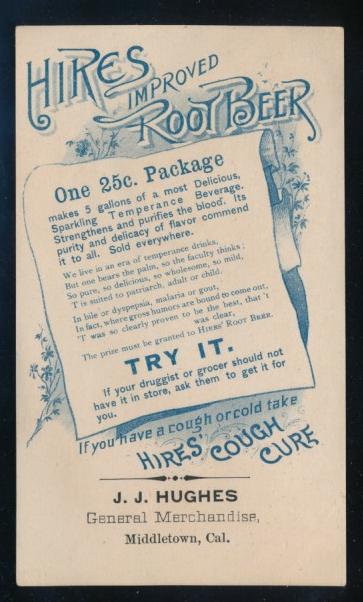 HIRES
IMPROVED
ROOT BEER
One 25c. Package
makes 5 gallons of a most Delicious,
Sparkling Temperance Beverage.
Strengthens and purifies the blood. Its
purity and delicacy of flavor commend
it to all. Sold everywhere.
We live in an era of temperance drinks,
But one bears the palm, so the faculty thinks;
So pure, so delicious, so wholesome, so mild,
'T is suited to patriarch, adult or child.
In bile or dyspepsia, malaria or gout,
In fact, where gross humors are bound to come out,
'T was so clearly proven to be the best, that 't
was clear,
The prize must be granted to HIRES' ROOT BEER.
TRY IT.
If your druggist or grocer should not
have it in store, ask them to get it for
you.
If you have a cough or cold take
HIRES' COUGH
CURE
J. J. HUGHES
General Merchandise,
Middletown, Cal.